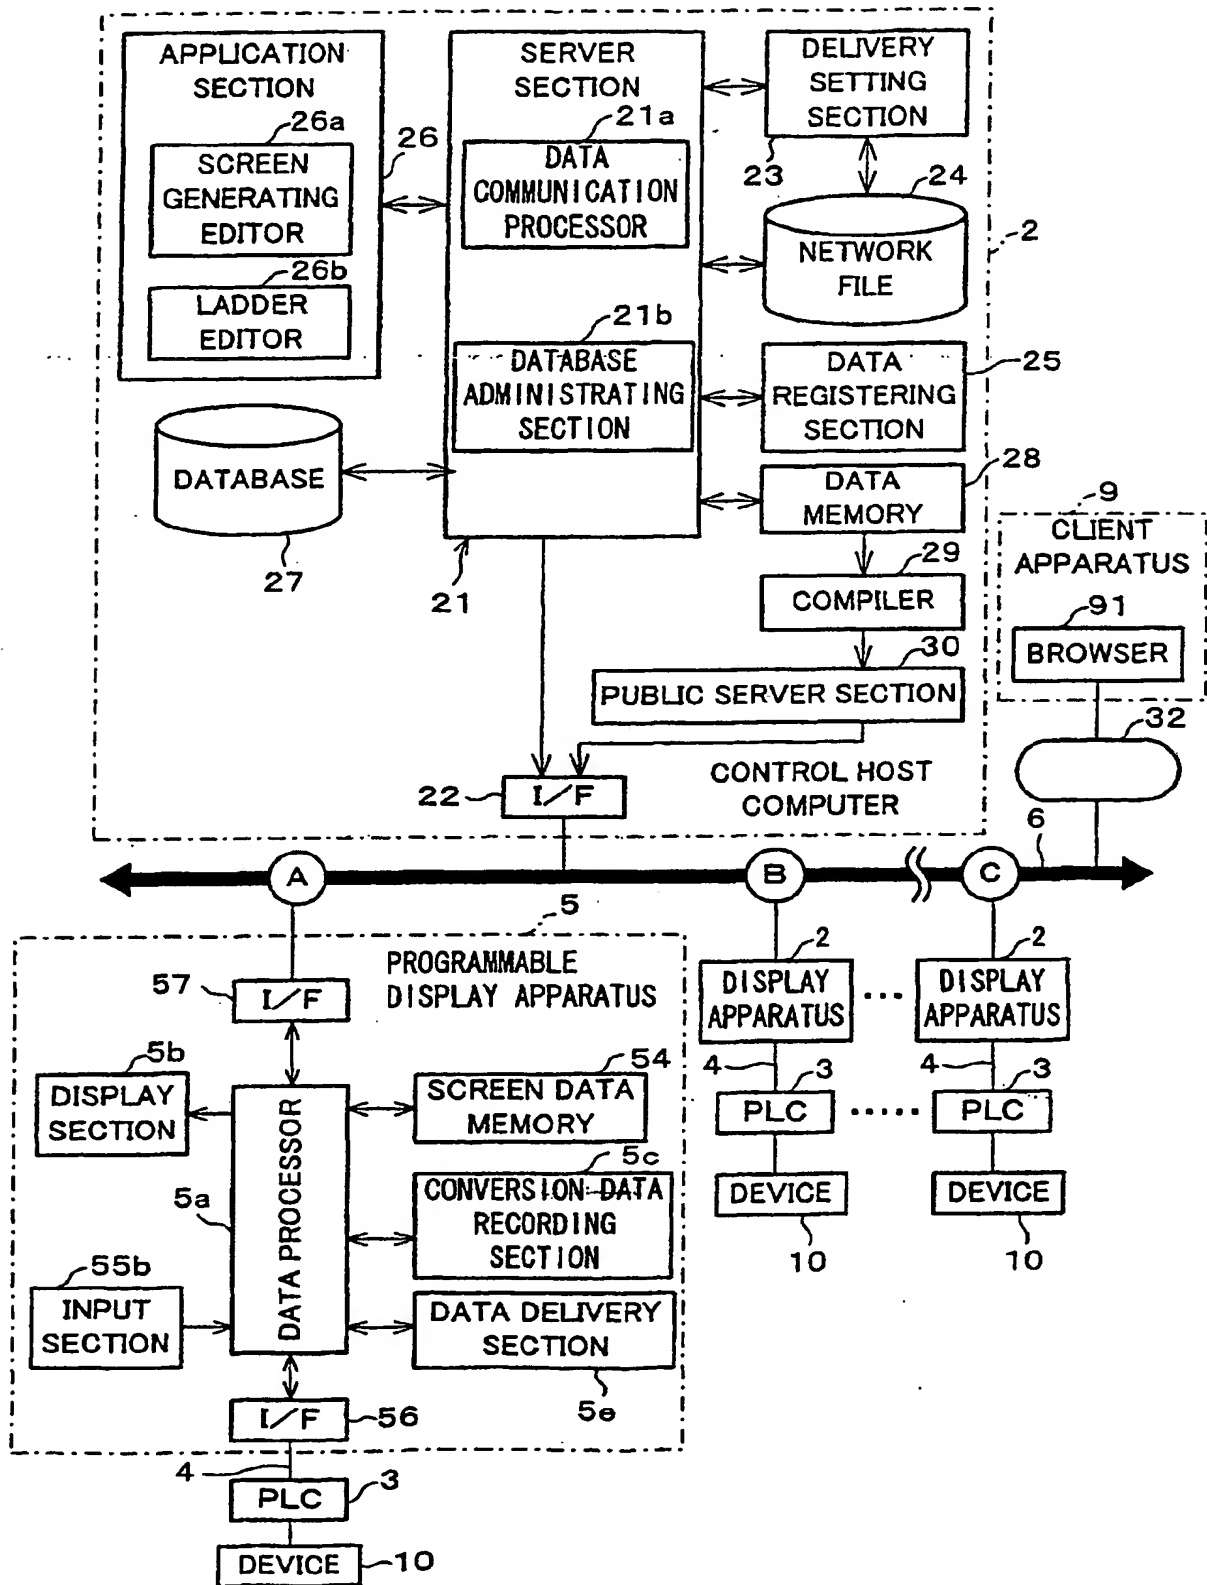 APPLICATION
SECTION
26a
26
SCREEN
GENERATING
EDITOR
26b
LADDER
EDITOR
SERVER
SECTION
21a
DATA
COMMUNICATION
PROCESSOR
21b
DATABASE
ADMINISTRATING
SECTION
DELIVERY
SETTING
SECTION
23
24
NETWORK
FILE
2
DATA
REGISTERING
SECTION
25
DATABASE
27
21
DATA
MEMORY
28
29
COMPILER
30
PUBLIC SERVER SECTION
9
CLIENT
APPARATUS
91
BROWSER
32
22
I/F
CONTROL HOST
COMPUTER
6
A
B
C
5
PROGRAMMABLE
DISPLAY APPARATUS
57
I/F
5b
DISPLAY
SECTION
54
SCREEN DATA
MEMORY
5a
DATA PROCESSOR
5c
CONVERSION DATA
RECORDING
SECTION
55b
INPUT
SECTION
DATA DELIVERY
SECTION
5e
I/F
56
4
3
PLC
DEVICE
10
2
DISPLAY
APPARATUS
...
2
DISPLAY
APPARATUS
4
3
PLC
.....
4
3
PLC
DEVICE
10
DEVICE
10